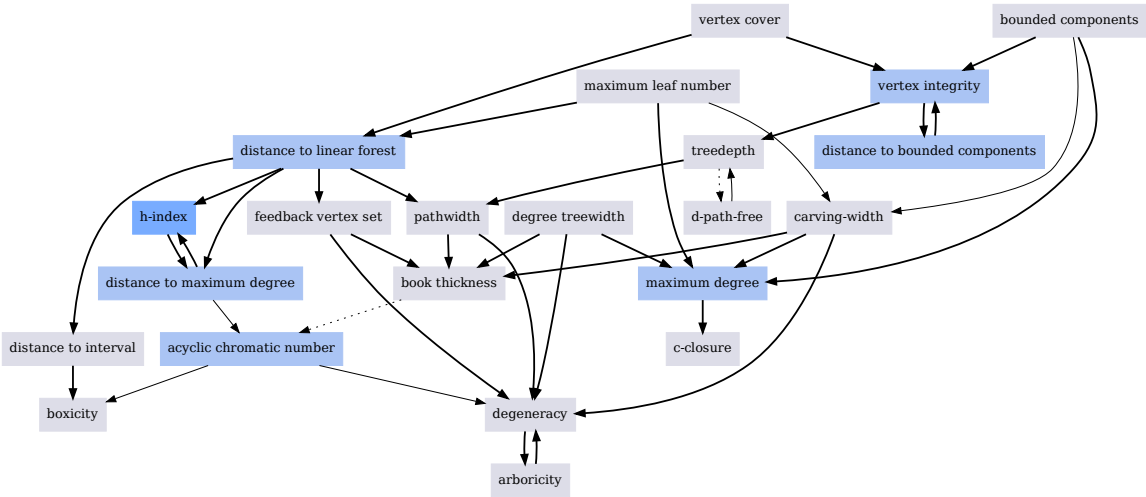 vertex cover
bounded components
maximum leaf number
vertex integrity
distance to linear forest
treedepth
distance to bounded components
h-index
feedback vertex set
pathwidth
degree treewidth
d-path-free
carving-width
distance to maximum degree
book thickness
maximum degree
distance to interval
acyclic chromatic number
c-closure
boxicity
degeneracy
arboricity